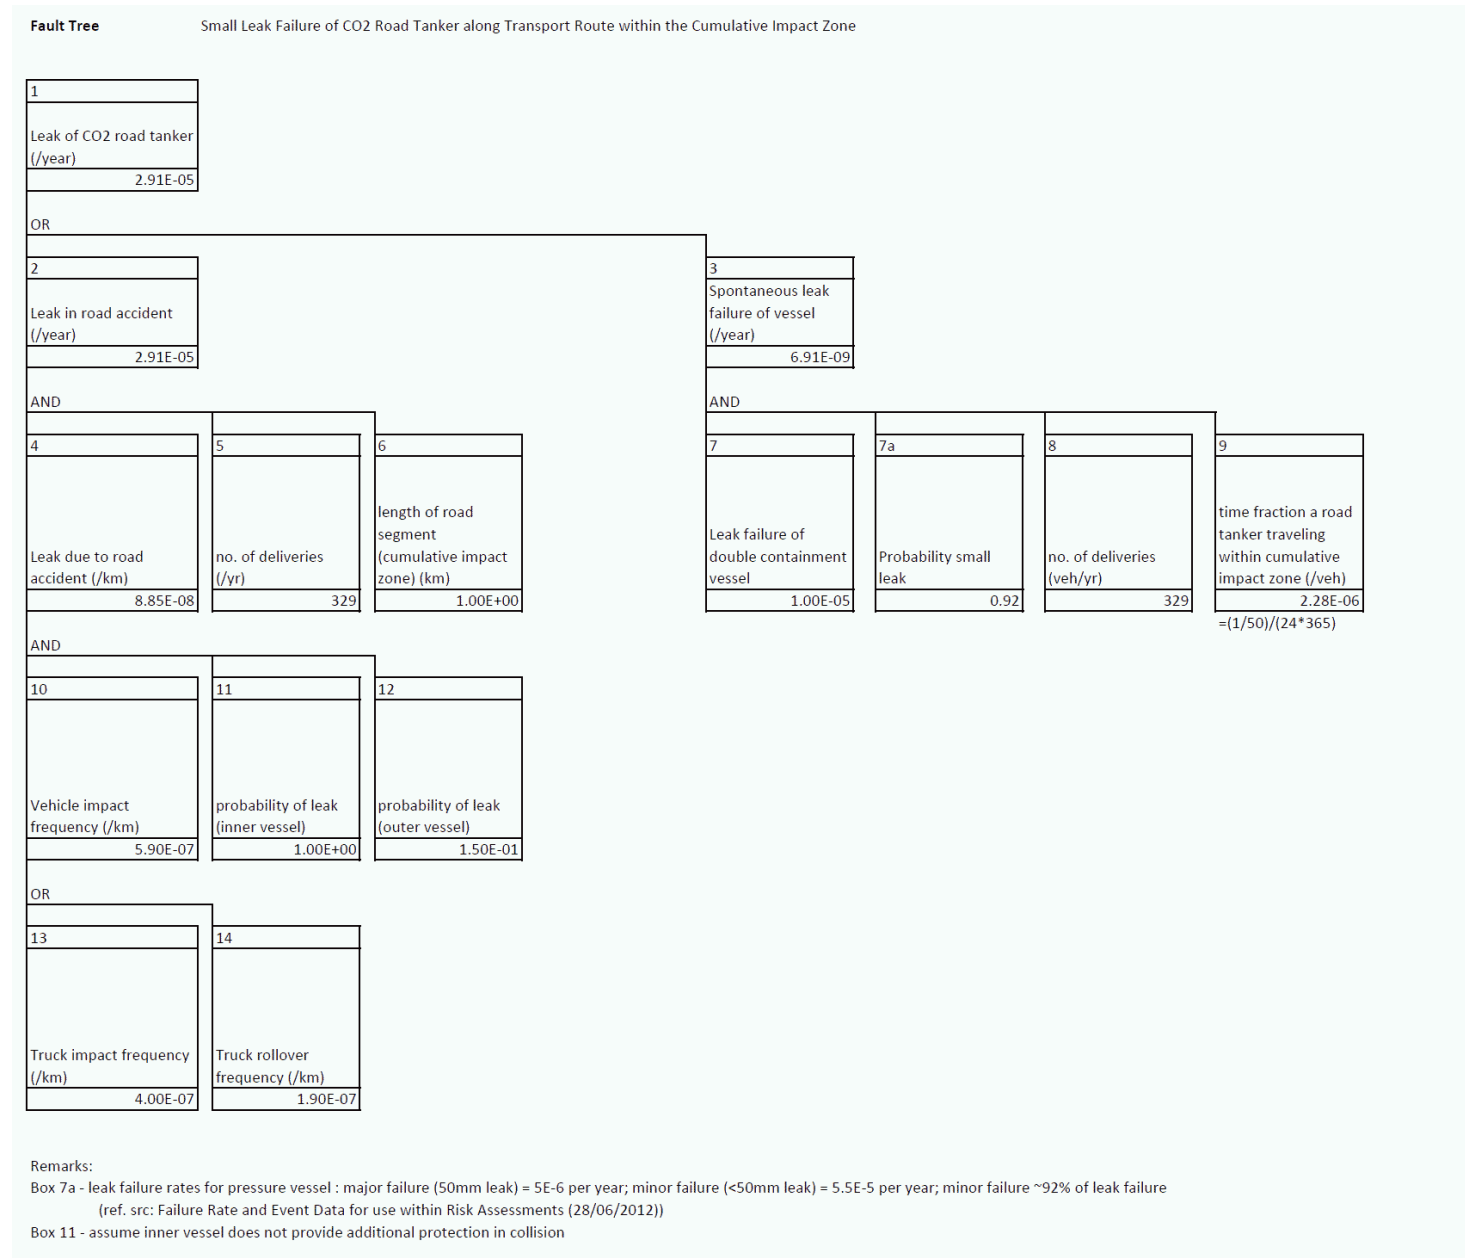 Fault Tree Small Leak Failure of CO2 Road Tanker along Transport Route within the Cumulative Impact Zone
1
Leak of CO2 road tanker
(/year)
2.91E-05
OR
2
Leak in road accident
(/year)
2.91E-05
3
Spontaneous leak
failure of vessel
(/year)
6.91E-09
AND
4
Leak due to road
accident (/km)
8.85E-08
5
no. of deliveries
(/yr)
329
6
length of road
segment
(cumulative impact
zone) (km)
1.00E+00
AND
7
Leak failure of
double containment
vessel
1.00E-05
7a
Probability small
leak
0.92
8
no. of deliveries
(veh/yr)
329
9
time fraction a road
tanker traveling
within cumulative
impact zone (/veh)
2.28E-06
=(1/50)/(24*365)
AND
10
Vehicle impact
frequency (/km)
5.90E-07
11
probability of leak
(inner vessel)
1.00E+00
12
probability of leak
(outer vessel)
1.50E-01
OR
13
Truck impact frequency
(/km)
4.00E-07
14
Truck rollover
frequency (/km)
1.90E-07
Remarks:
Box 7a - leak failure rates for pressure vessel : major failure (50mm leak) = 5E-6 per year; minor failure (<50mm leak) = 5.5E-5 per year; minor failure ~92% of leak failure
(ref. src: Failure Rate and Event Data for use within Risk Assessments (28/06/2012))
Box 11 - assume inner vessel does not provide additional protection in collision